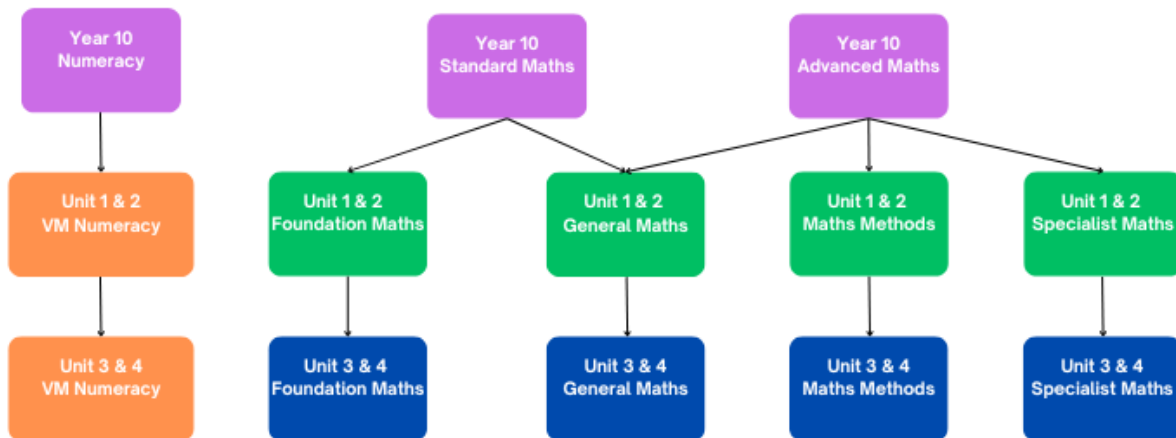 Year 10
Numeracy
Year 10
Standard Maths
Year 10
Advanced Maths
Unit 1 & 2
VM Numeracy
Unit 1 & 2
Foundation Maths
Unit 1 & 2
General Maths
Unit 1 & 2
Maths Methods
Unit 1 & 2
Specialist Maths
Unit 3 & 4
VM Numeracy
Unit 3 & 4
Foundation Maths
Unit 3 & 4
General Maths
Unit 3 & 4
Maths Methods
Unit 3 & 4
Specialist Maths